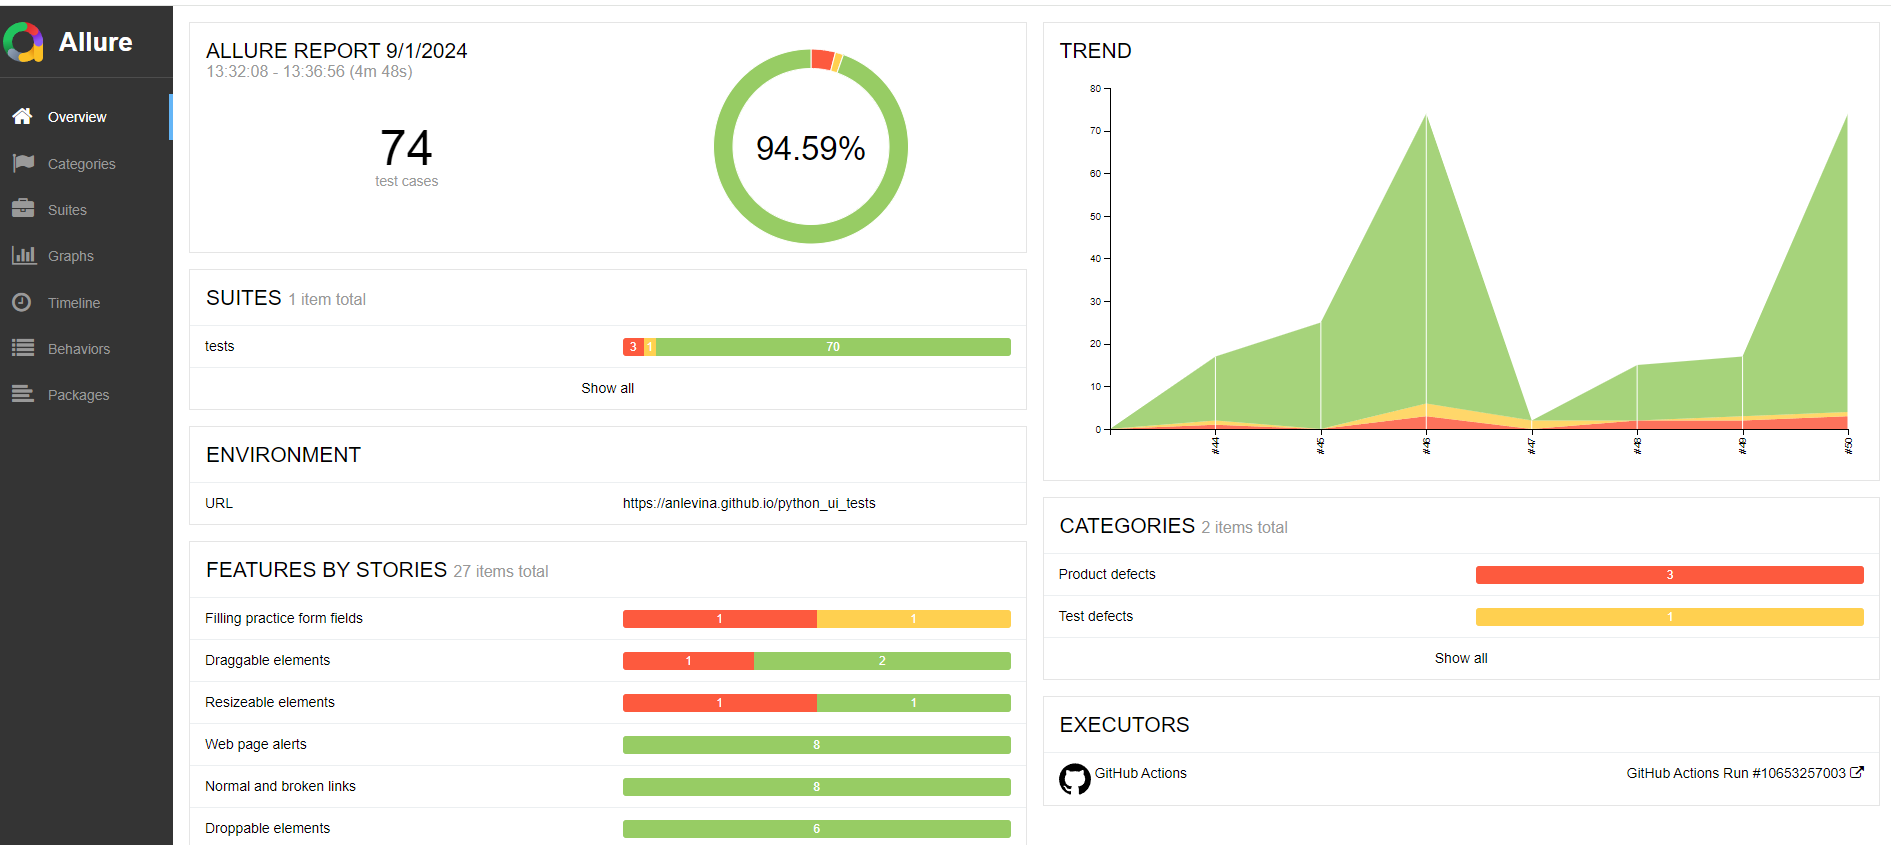 Allure
Overview
Categories
Suites
Graphs
Timeline
Behaviors
Packages
ALLURE REPORT 9/1/2024
13:32:08 - 13:36:56 (4m 48s)
74
test cases
94.59%
SUITES 1 item total
tests 3 1 70
Show all
ENVIRONMENT
URL https://anlevina.github.io/python_ui_tests
FEATURES BY STORIES 27 items total
Filling practice form fields 1 1
Draggable elements 1 2
Resizeable elements 1 1
Web page alerts 8
Normal and broken links 8
Droppable elements 6
TREND
80
70
60
50
40
30
20
10
0
#44 #45 #46 #47 #48 #49 #50
CATEGORIES 2 items total
Product defects 3
Test defects 1
Show all
EXECUTORS
GitHub Actions GitHub Actions Run #10653257003